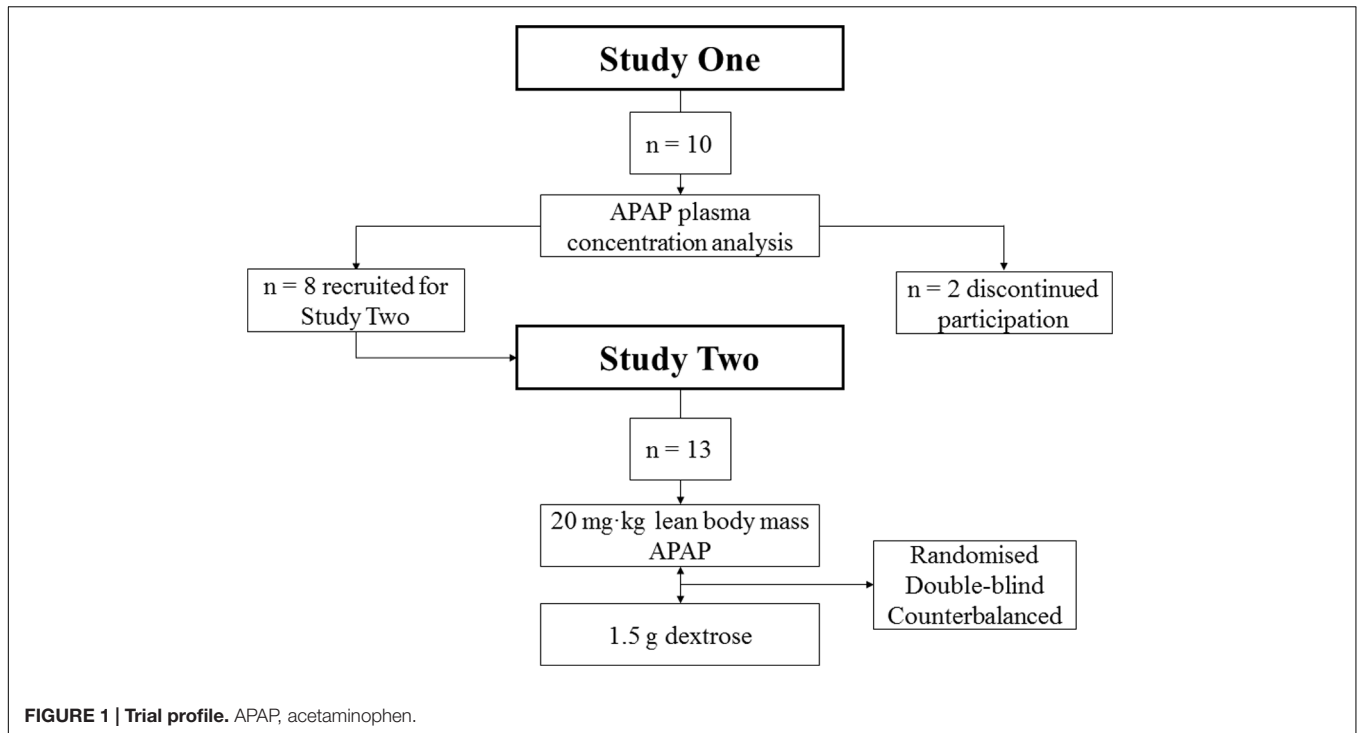 Study One
n = 10
APAP plasma
concentration analysis
n = 8 recruited for
Study Two
n = 2 discontinued
participation
Study Two
n = 13
20 mg·kg lean body mass
APAP
Randomised
Double-blind
Counterbalanced
1.5 g dextrose
FIGURE 1 | Trial profile. APAP, acetaminophen.